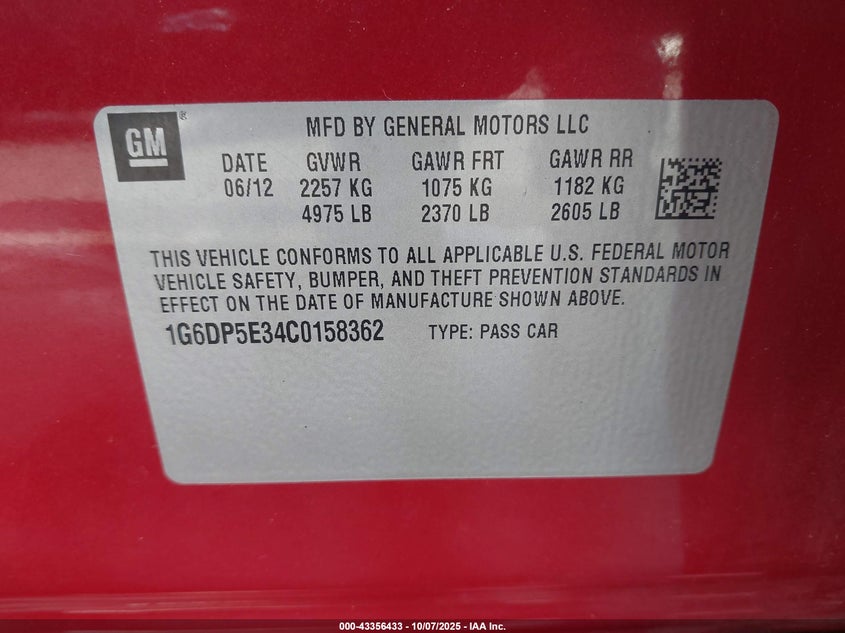 GM®
MFD BY GENERAL MOTORS LLC
DATE GVWR GAWR FRT GAWR RR
06/12 2257 KG 1075 KG 1182 KG
4975 LB 2370 LB 2605 LB
THIS VEHICLE CONFORMS TO ALL APPLICABLE U.S. FEDERAL MOTOR
VEHICLE SAFETY, BUMPER, AND THEFT PREVENTION STANDARDS IN
EFFECT ON THE DATE OF MANUFACTURE SHOWN ABOVE.
1G6DP5E34C0158362 TYPE: PASS CAR
000-43356433 - 10/07/2025 - IAA Inc.